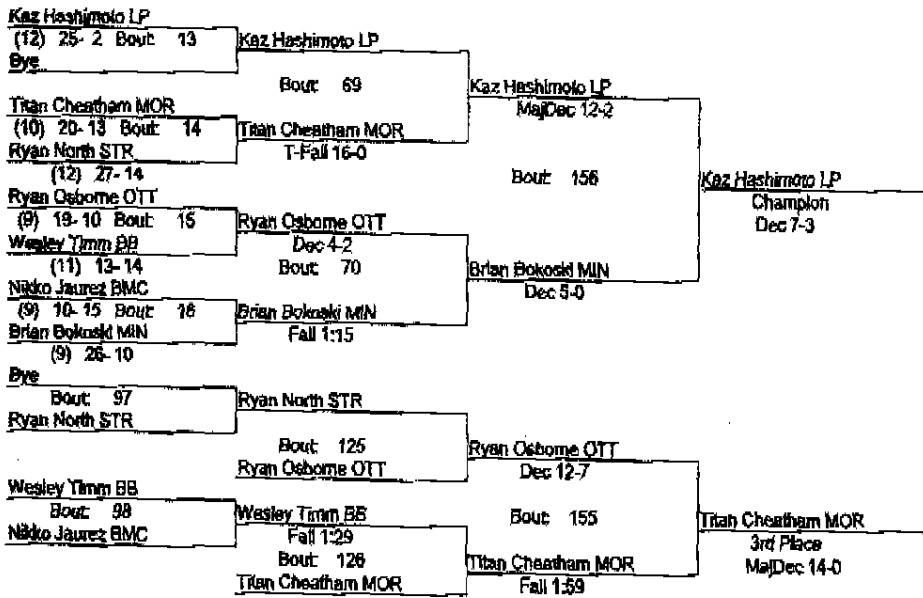 Kaz Hashimoto LP
(12) 25- 2 Bout: 13
Bye
Kaz Hashimoto LP
Bout: 69
Titan Cheatham MOR
(10) 20- 13 Bout: 14
Ryan North STR
(12) 27- 14
Titan Cheatham MOR
T-Fall 16-0
Kaz Hashimoto LP
MajDec 12-2
Bout: 156
Ryan Osborne OTT
(9) 19- 10 Bout: 15
Wesley Timm BB
(11) 13- 14
Ryan Osborne OTT
Dec 4-2
Bout: 70
Nikko Jaurez BMC
(9) 10- 15 Bout: 16
Brian Bokoski MIN
(9) 26- 10
Brian Bokoski MIN
Fall 1:15
Brian Bokoski MIN
Dec 5-0
Kaz Hashimoto LP
Champion
Dec 7-3
Bye
Bout: 97
Ryan North STR
Ryan North STR
Bout: 125
Ryan Osborne OTT
Ryan Osborne OTT
Dec 12-7
Bout: 155
Wesley Timm BB
Bout: 98
Nikko Jaurez BMC
Wesley Timm BB
Fall 1:29
Bout: 126
Titan Cheatham MOR
Titan Cheatham MOR
Fall 1:59
Titan Cheatham MOR
3rd Place
MajDec 14-0